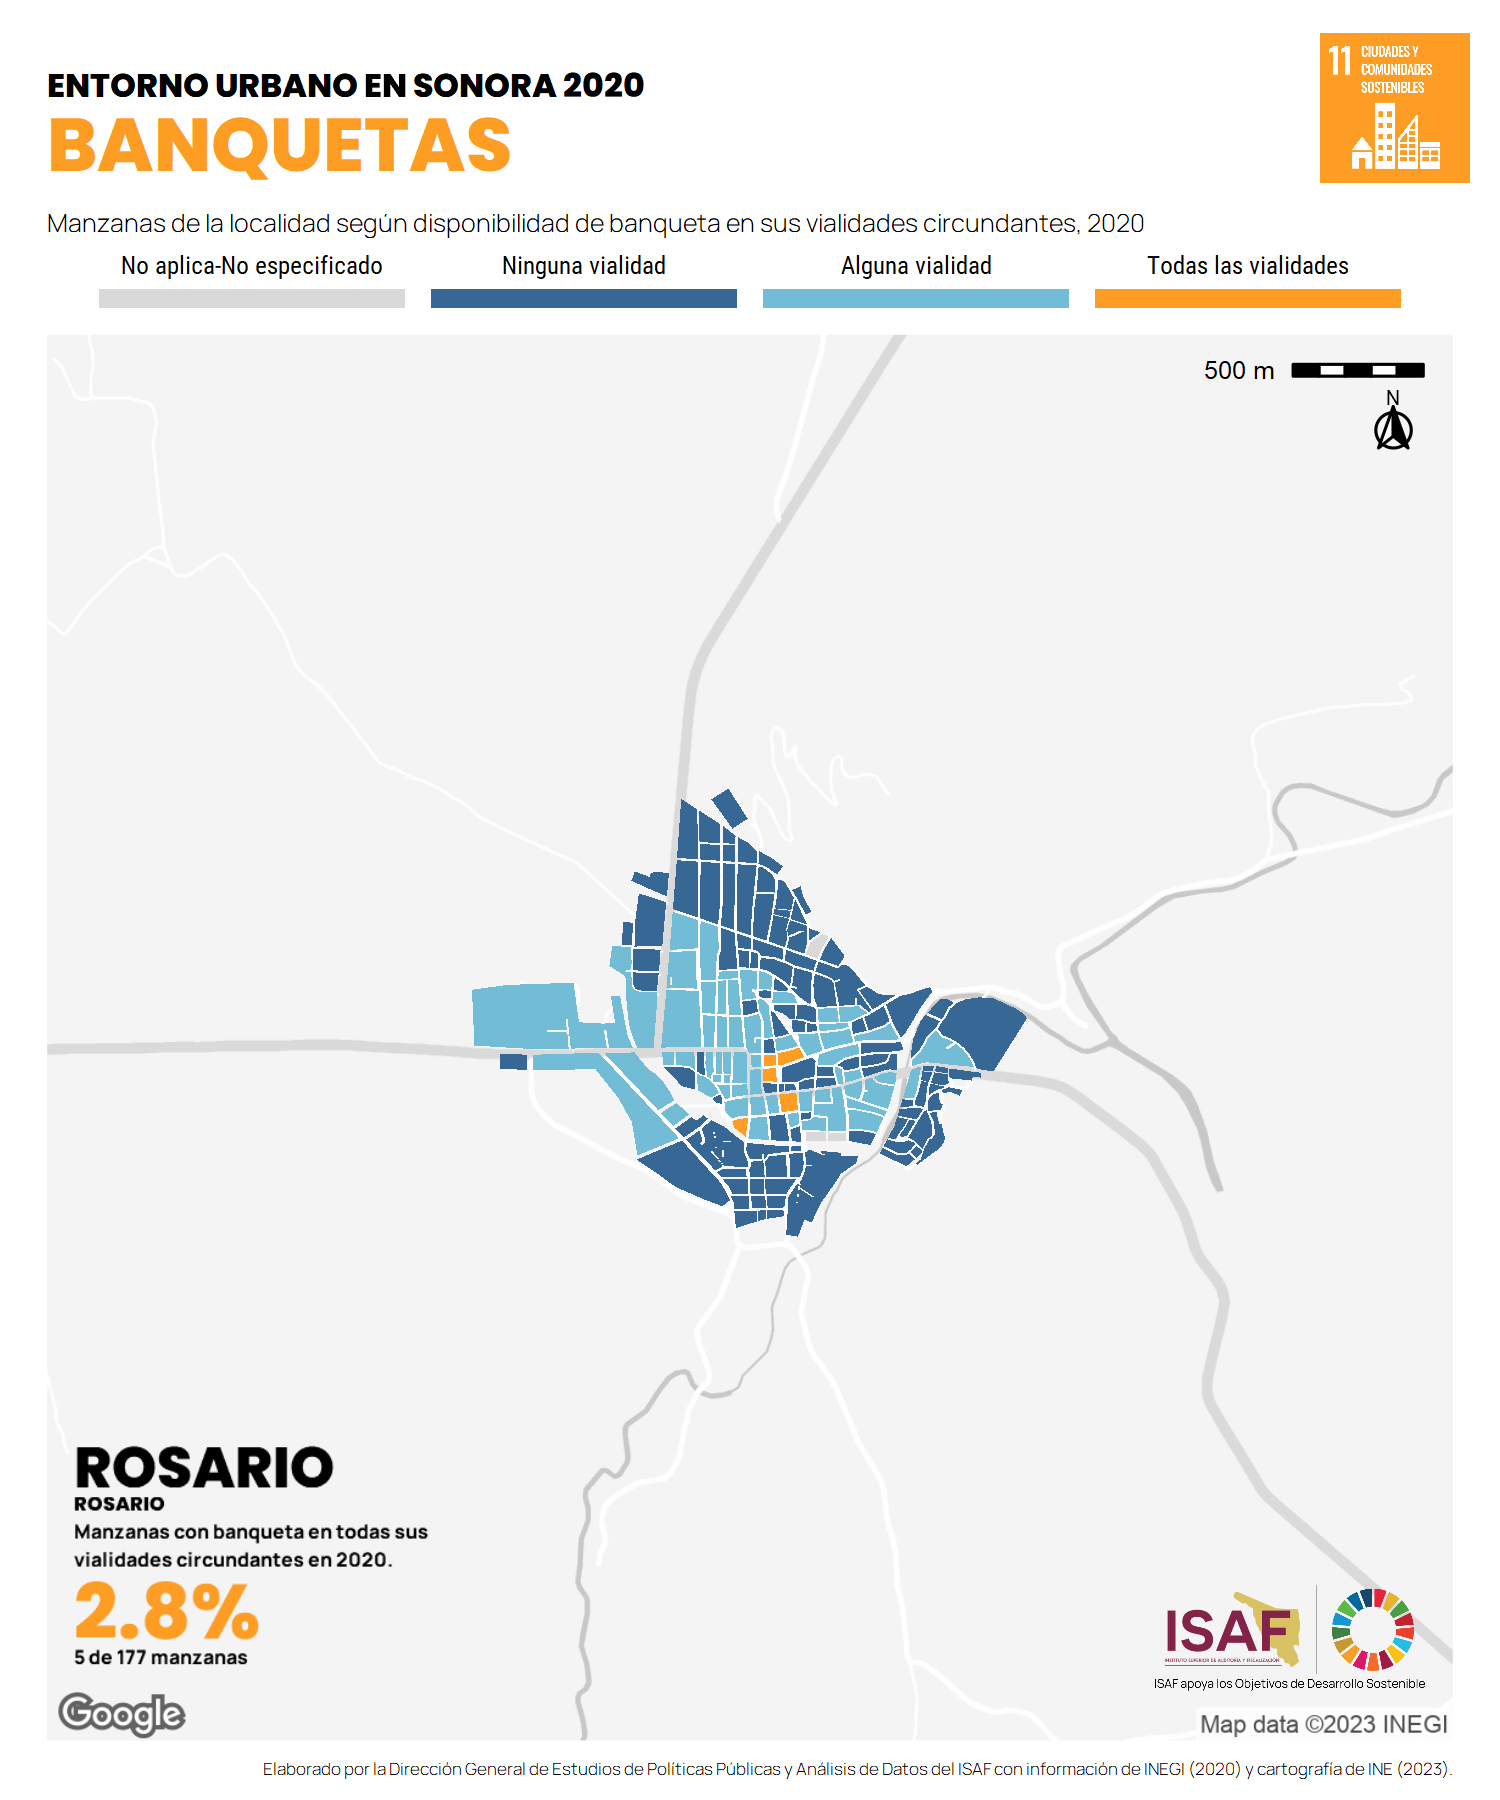 ENTORNO URBANO EN SONORA 2020
BANQUETAS
11 CIUDADES Y
COMUNIDADES
SOSTENIBLES
Manzanas de la localidad según disponibilidad de banqueta en sus vialidades circundantes, 2020
No aplica-No especificado
Ninguna vialidad
Alguna vialidad
Todas las vialidades
500 m
N
ROSARIO
ROSARIO
Manzanas con banqueta en todas sus
vialidades circundantes en 2020.
2.8%
5 de 177 manzanas
Google
ISAF
INSTITUTO SUPERIOR DE AUDITORÍA Y FISCALIZACIÓN
ISAF apoya los Objetivos de Desarrollo Sostenible
Map data ©2023 INEGI
Elaborado por la Dirección General de Estudios de Políticas Públicas y Análisis de Datos del ISAF con información de INEGI (2020) y cartografía de INE (2023).